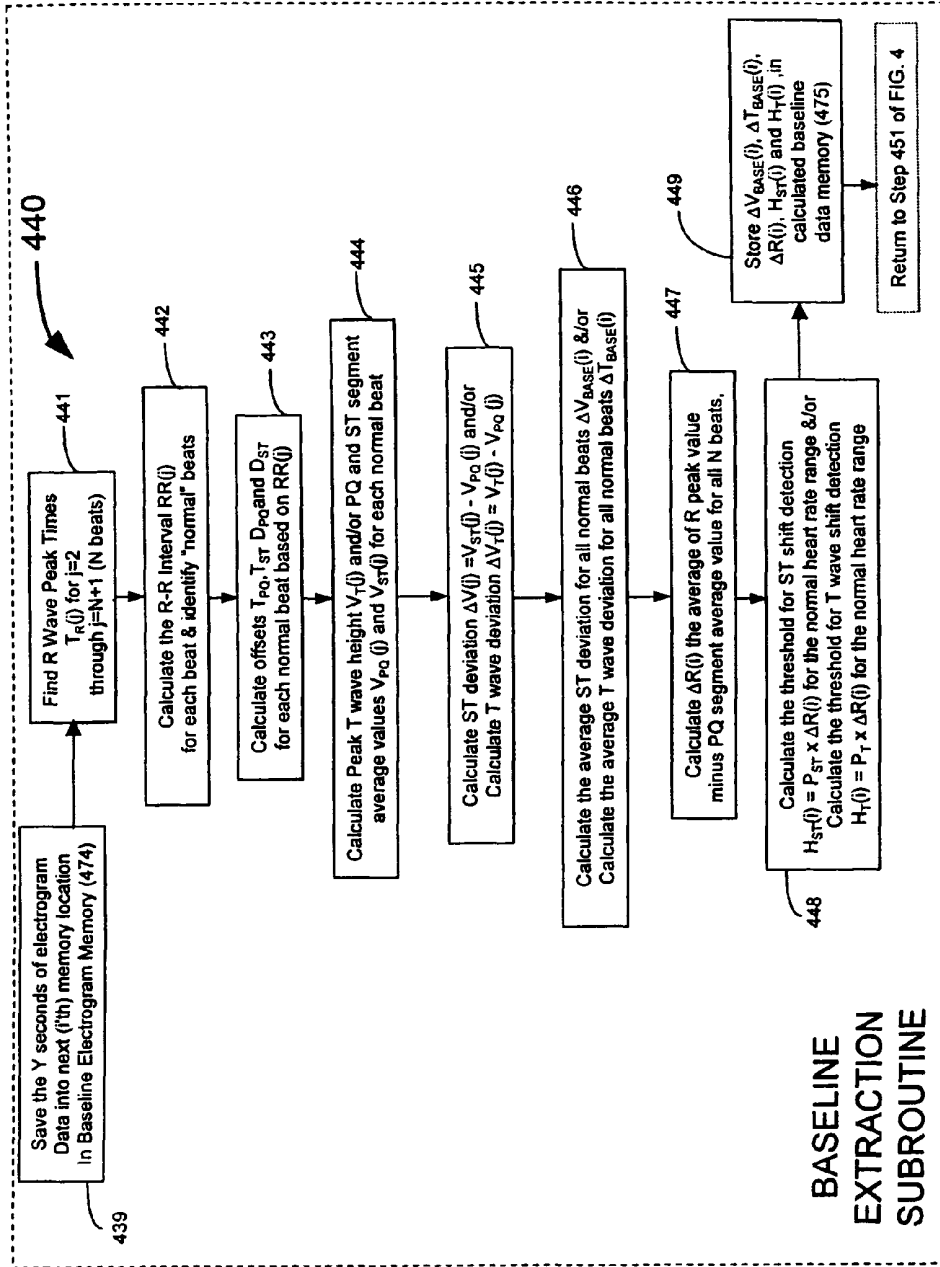 440
Save the Y seconds of electrogram
Data into next (i'th) memory location
In Baseline Electrogram Memory (474)
439
Find R Wave Peak Times
T_R(j) for j=2
through j=N+1 (N beats)
441
Calculate the R-R Interval RR(j)
for each beat & identify "normal" beats
442
Calculate offsets T_PQ, T_ST D_PQ and D_ST
for each normal beat based on RR(j)
443
Calculate Peak T wave height V_T(j) and/or PQ and ST segment
average values V_PQ (j) and V_ST(j) for each normal beat
444
Calculate ST deviation ΔV(j) =V_ST(j) - V_PQ (j) and/or
Calculate T wave deviation ΔV_T(j) = V_T(j) - V_PQ (j)
445
Calculate the average ST deviation for all normal beats ΔV_BASE(i) &/or
Calculate the average T wave deviation for all normal beats ΔT_BASE(i)
446
Calculate ΔR(i) the average of R peak value
minus PQ segment average value for all N beats,
447
Calculate the threshold for ST shift detection
H_ST(i) = P_ST x ΔR(i) for the normal heart rate range &/or
Calculate the threshold for T wave shift detection
H_T(i) = P_T x ΔR(i) for the normal heart rate range
448
Store ΔV_BASE(i), ΔT_BASE(i),
ΔR(i), H_ST(i) and H_T(i) ,in
calculated baseline
data memory (475)
449
Return to Step 451 of FIG. 4
BASELINE
EXTRACTION
SUBROUTINE